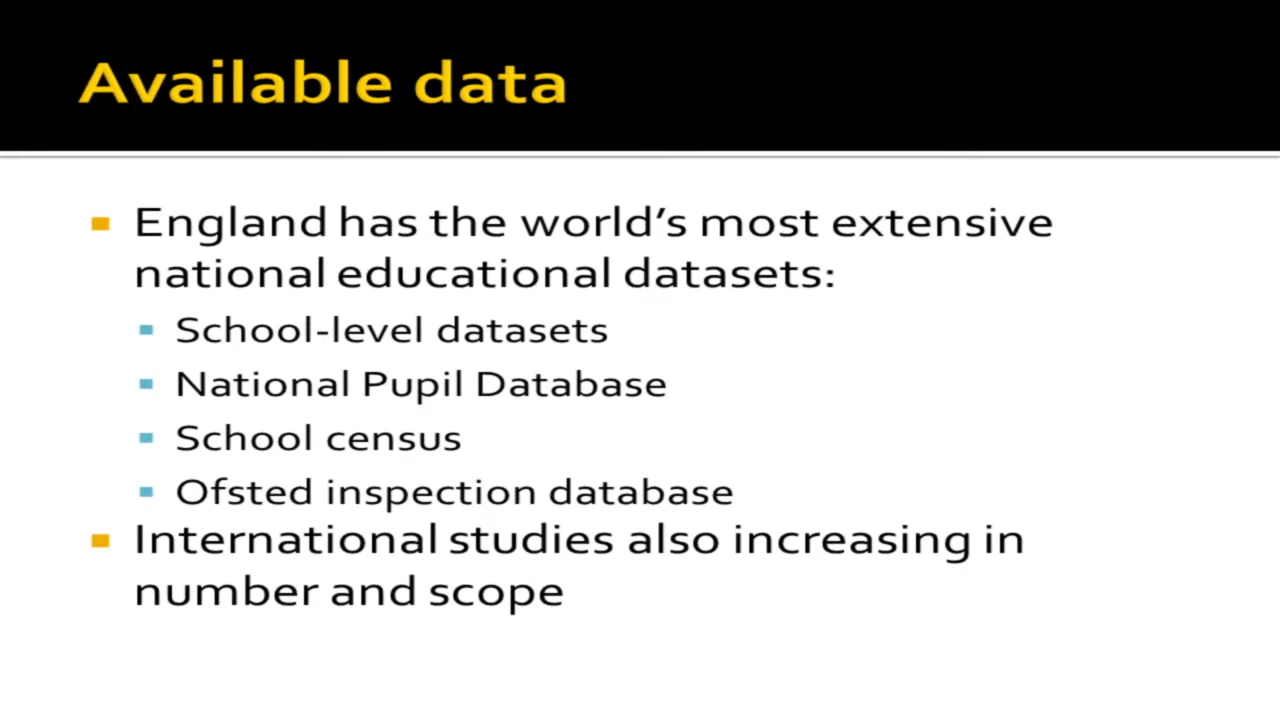 Available data
England has the world's most extensive
national educational datasets:
School-level datasets
National Pupil Database
School census
Ofsted inspection database
International studies also increasing in
number and scope